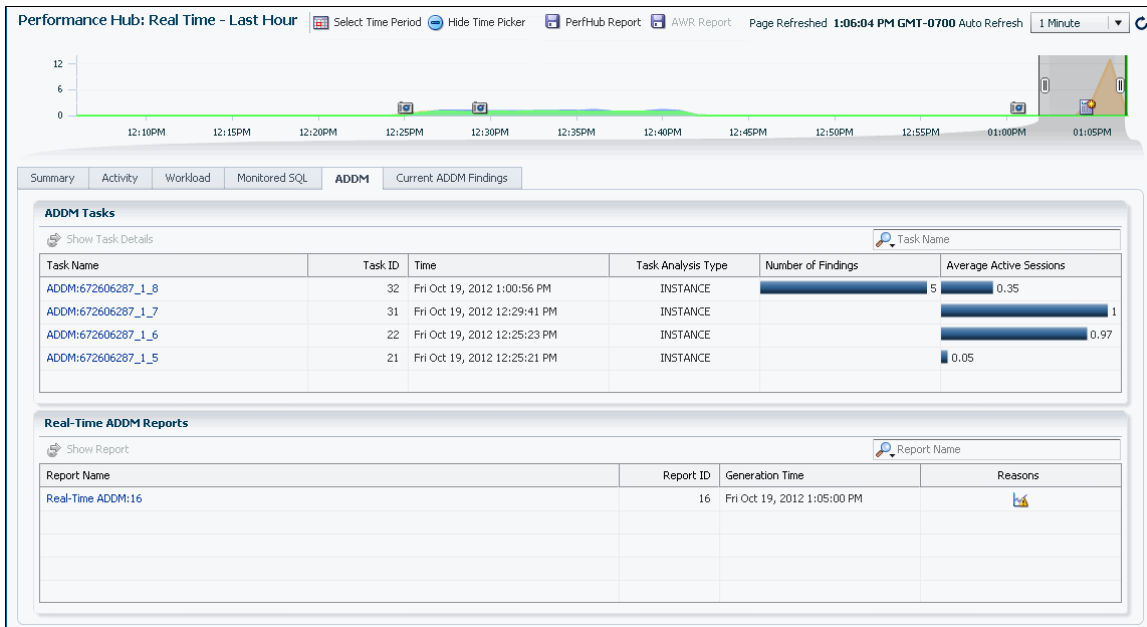 Performance Hub: Real Time - Last Hour Select Time Period Hide Time Picker PerfHub Report AWR Report Page Refreshed 1:06:04 PM GMT-0700 Auto Refresh 1 Minute
12
6
0
12:10PM 12:15PM 12:20PM 12:25PM 12:30PM 12:35PM 12:40PM 12:45PM 12:50PM 12:55PM 01:00PM 01:05PM
Summary Activity Workload Monitored SQL ADDM Current ADDM Findings
ADDM Tasks
Show Task Details Task Name
Task Name Task ID Time Task Analysis Type Number of Findings Average Active Sessions
ADDM:672606287_1_8 32 Fri Oct 19, 2012 1:00:56 PM INSTANCE 5 0.35
ADDM:672606287_1_7 31 Fri Oct 19, 2012 12:29:41 PM INSTANCE 1
ADDM:672606287_1_6 22 Fri Oct 19, 2012 12:25:23 PM INSTANCE 0.97
ADDM:672606287_1_5 21 Fri Oct 19, 2012 12:25:21 PM INSTANCE 0.05
Real-Time ADDM Reports
Show Report Report Name
Report Name Report ID Generation Time Reasons
Real-Time ADDM:16 16 Fri Oct 19, 2012 1:05:00 PM